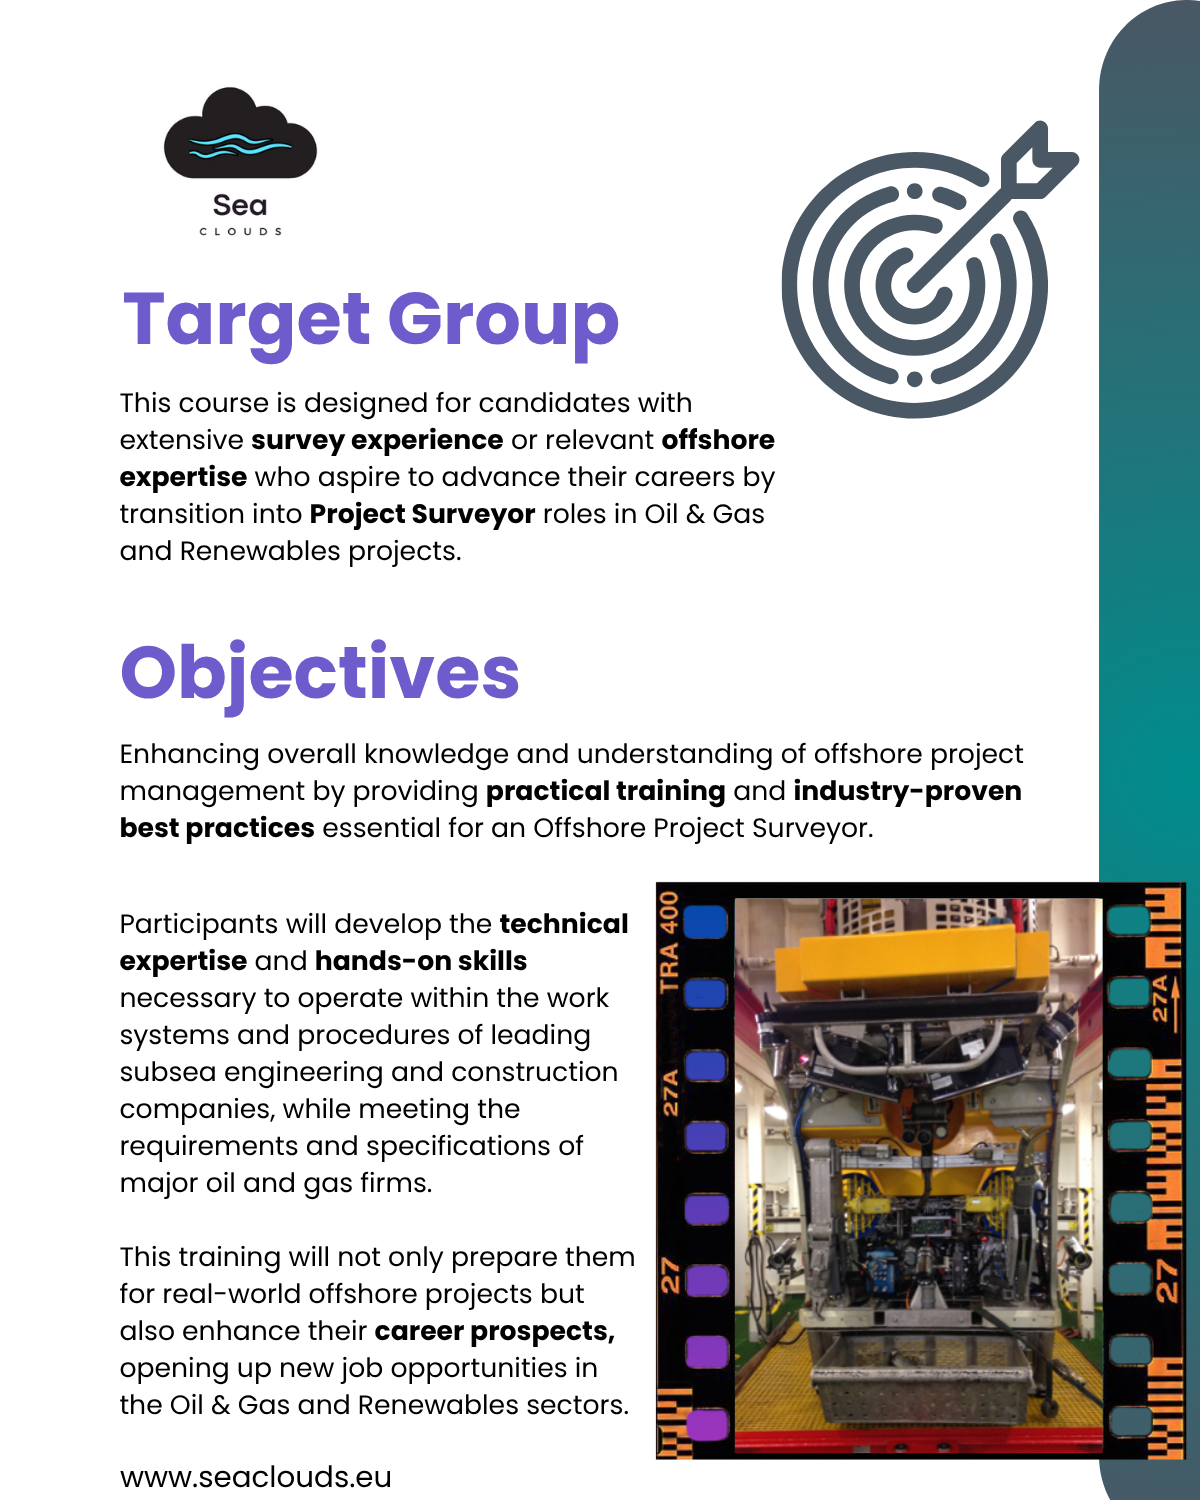 Sea
CLOUDS
Target Group
This course is designed for candidates with
extensive survey experience or relevant offshore
expertise who aspire to advance their careers by
transition into Project Surveyor roles in Oil & Gas
and Renewables projects.
Objectives
Enhancing overall knowledge and understanding of offshore project
management by providing practical training and industry-proven
best practices essential for an Offshore Project Surveyor.
Participants will develop the technical
expertise and hands-on skills
necessary to operate within the work
systems and procedures of leading
subsea engineering and construction
companies, while meeting the
requirements and specifications of
major oil and gas firms.
This training will not only prepare them
for real-world offshore projects but
also enhance their career prospects,
opening up new job opportunities in
the Oil & Gas and Renewables sectors.
www.seaclouds.eu
TRA 400
27A
27
27A
27